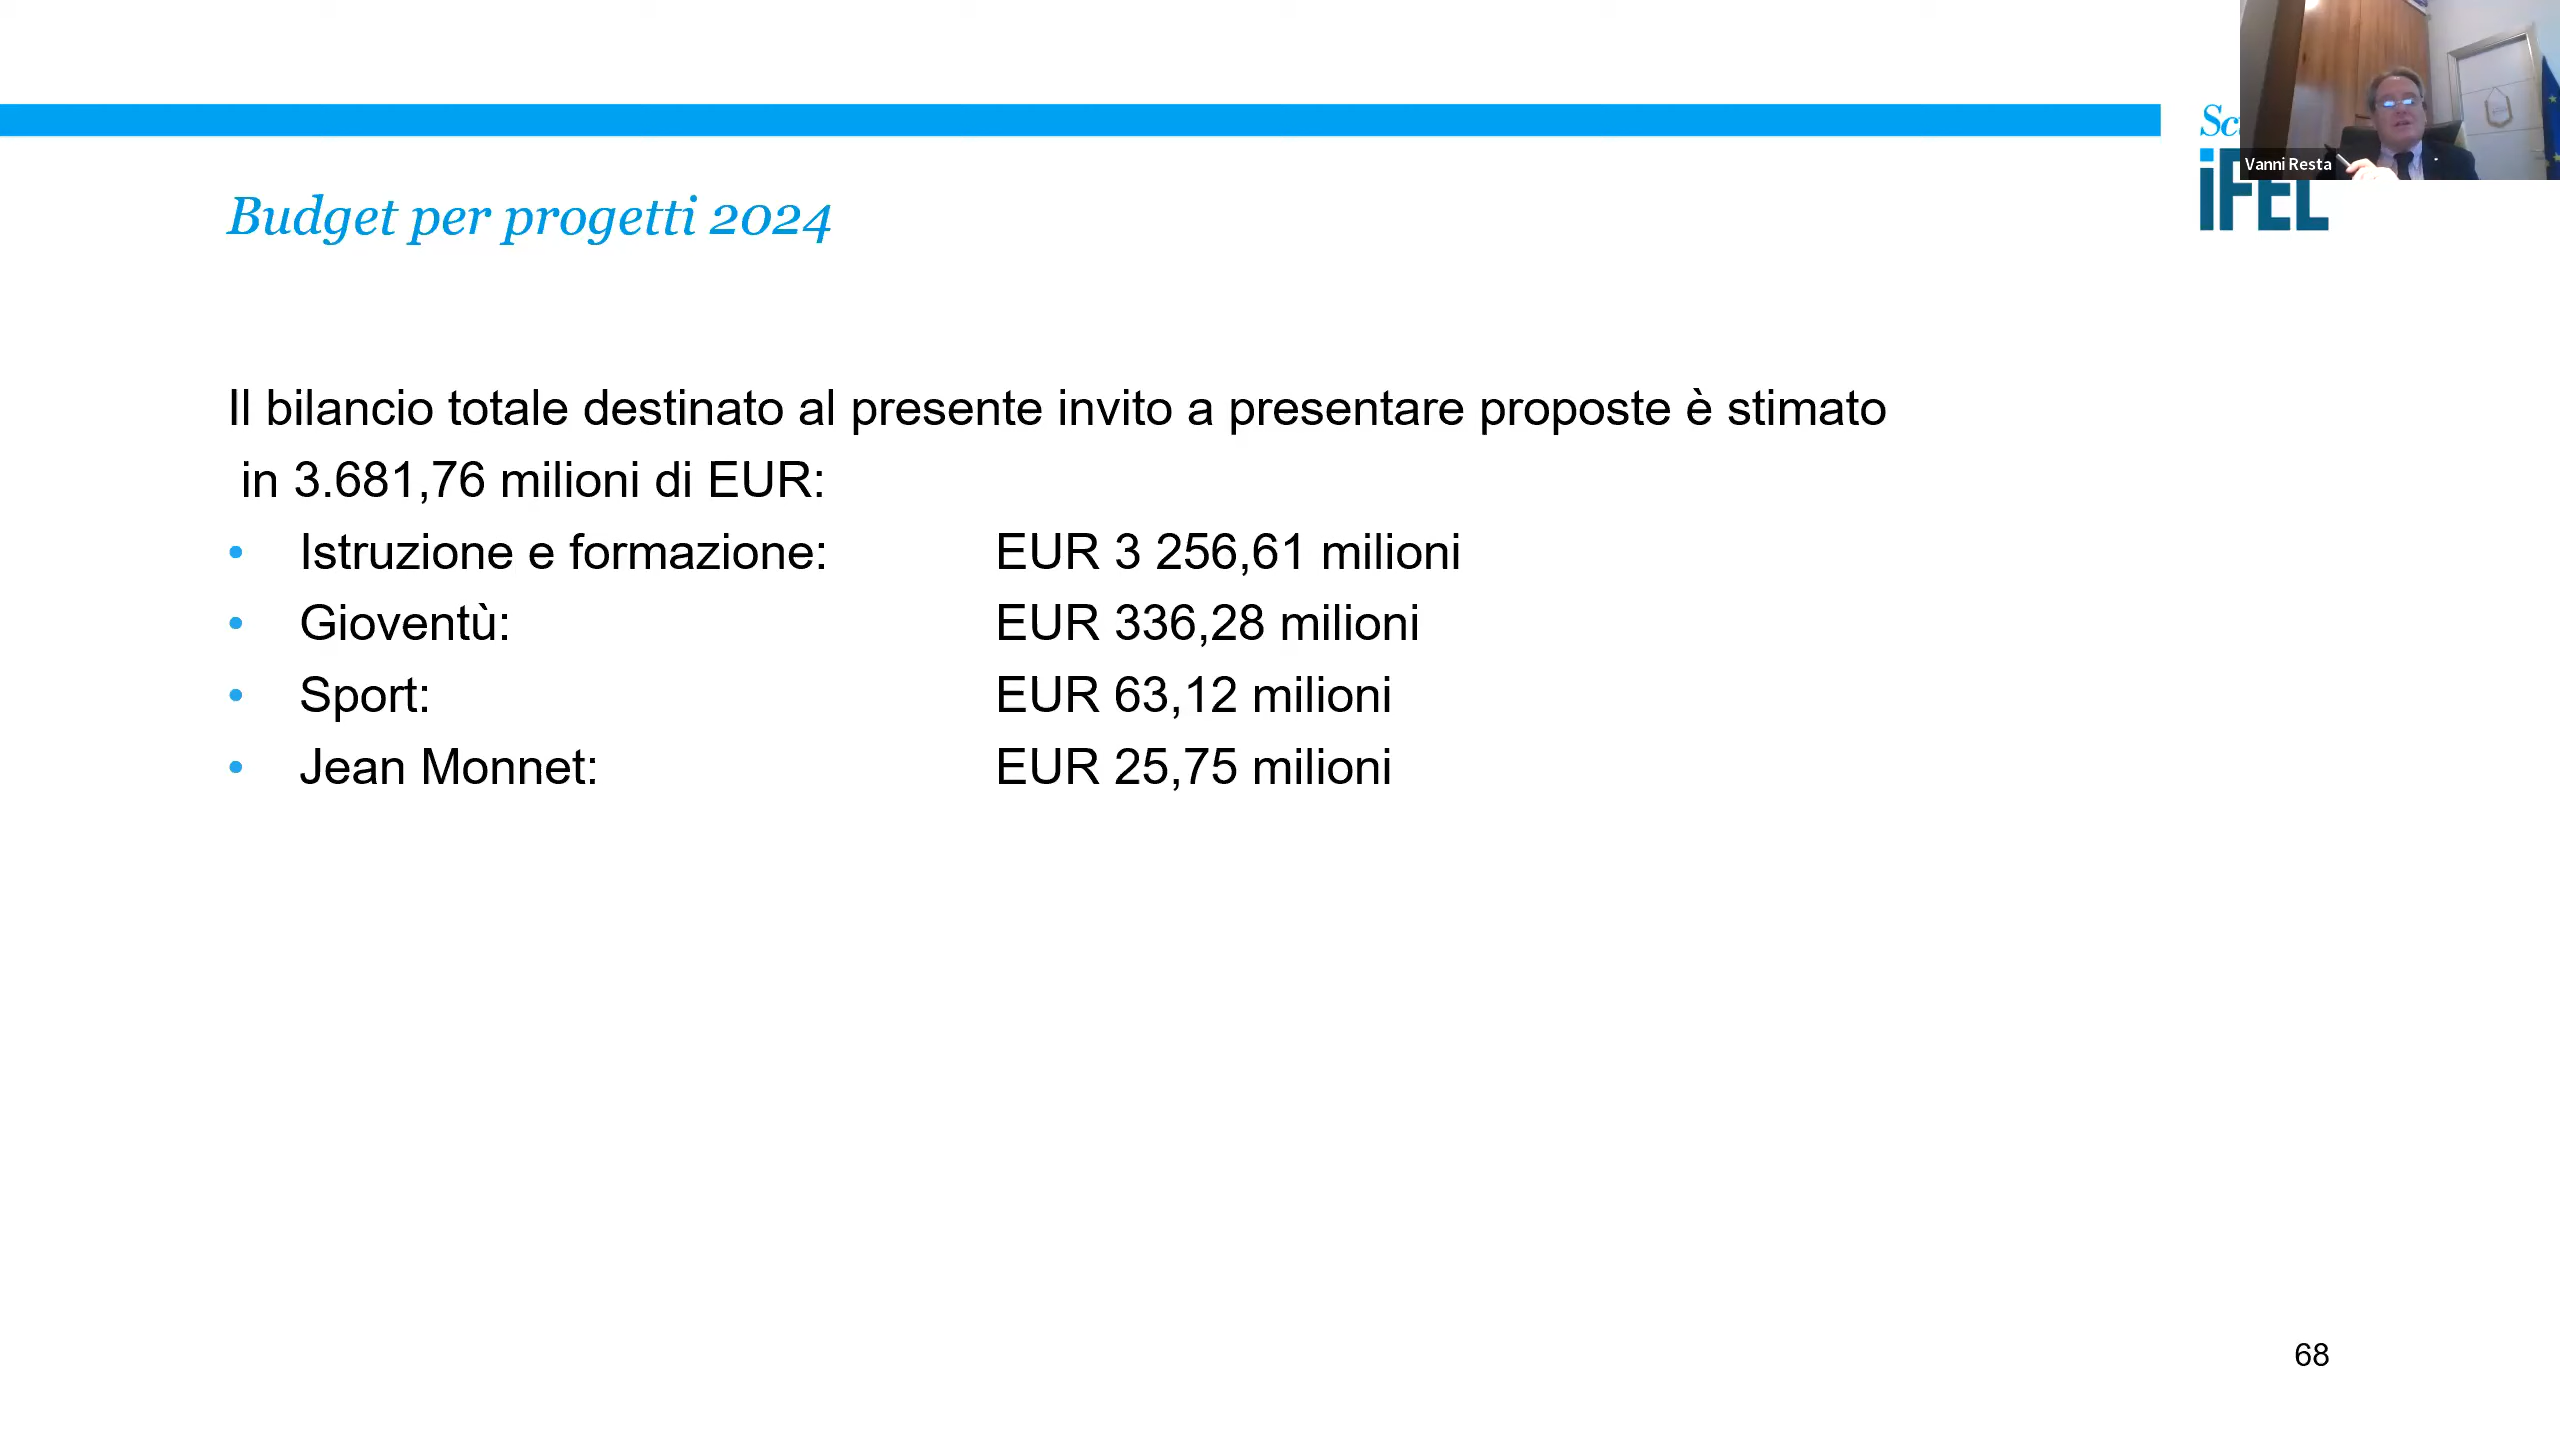 Vanni Resta
iFEL
Budget per progetti 2024
Il bilancio totale destinato al presente invito a presentare proposte è stimato
in 3.681,76 milioni di EUR:
• Istruzione e formazione: EUR 3 256,61 milioni
• Gioventù: EUR 336,28 milioni
• Sport: EUR 63,12 milioni
• Jean Monnet: EUR 25,75 milioni
68